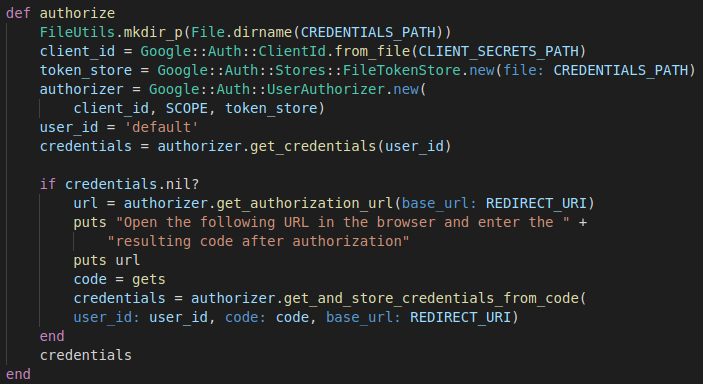 def authorize
    FileUtils.mkdir_p(File.dirname(CREDENTIALS_PATH))
    client_id = Google::Auth::ClientId.from_file(CLIENT_SECRETS_PATH)
    token_store = Google::Auth::Stores::FileTokenStore.new(file: CREDENTIALS_PATH)
    authorizer = Google::Auth::UserAuthorizer.new(
        client_id, SCOPE, token_store)
    user_id = 'default'
    credentials = authorizer.get_credentials(user_id)

    if credentials.nil?
        url = authorizer.get_authorization_url(base_url: REDIRECT_URI)
        puts "Open the following URL in the browser and enter the " +
            "resulting code after authorization"
        puts url
        code = gets
        credentials = authorizer.get_and_store_credentials_from_code(
        user_id: user_id, code: code, base_url: REDIRECT_URI)
    end
    credentials
end